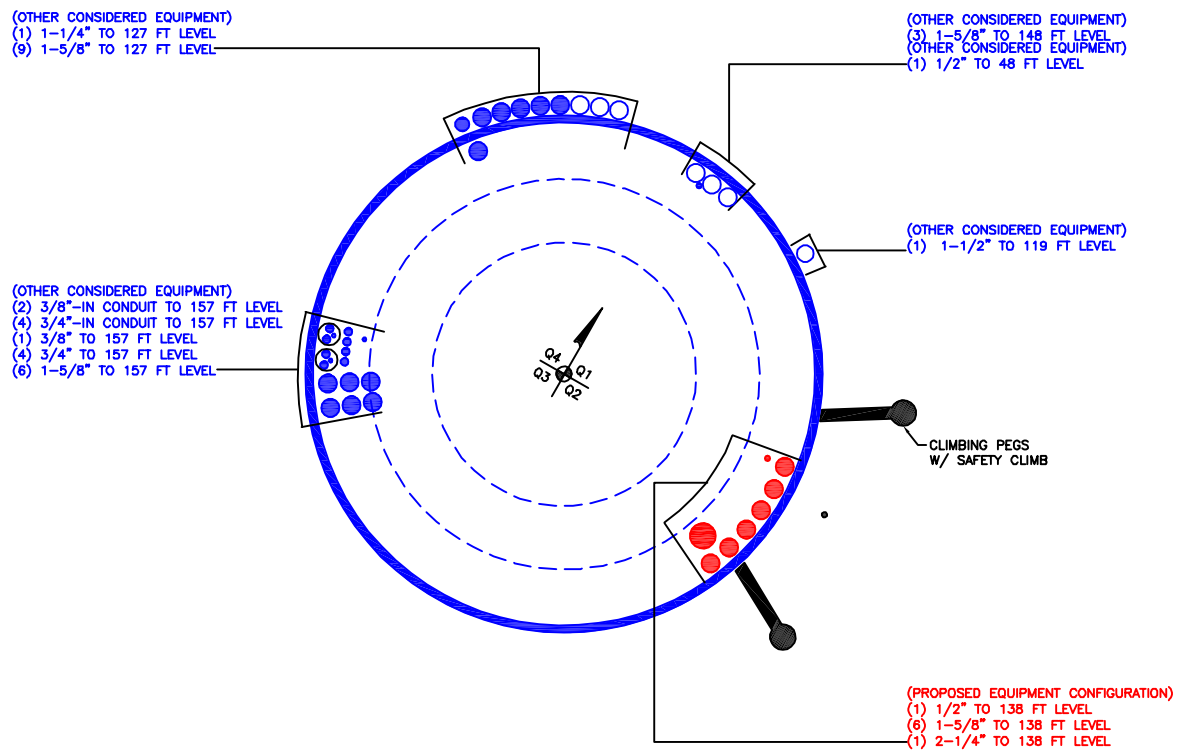 (OTHER CONSIDERED EQUIPMENT)
(1) 1-1/4" TO 127 FT LEVEL
(9) 1-5/8" TO 127 FT LEVEL
(OTHER CONSIDERED EQUIPMENT)
(3) 1-5/8" TO 148 FT LEVEL
(OTHER CONSIDERED EQUIPMENT)
(1) 1/2" TO 48 FT LEVEL
(OTHER CONSIDERED EQUIPMENT)
(1) 1-1/2" TO 119 FT LEVEL
(OTHER CONSIDERED EQUIPMENT)
(2) 3/8"-IN CONDUIT TO 157 FT LEVEL
(4) 3/4"-IN CONDUIT TO 157 FT LEVEL
(1) 3/8" TO 157 FT LEVEL
(4) 3/4" TO 157 FT LEVEL
(6) 1-5/8" TO 157 FT LEVEL
Q4
Q1
Q3
Q2
CLIMBING PEGS
W/ SAFETY CLIMB
(PROPOSED EQUIPMENT CONFIGURATION)
(1) 1/2" TO 138 FT LEVEL
(6) 1-5/8" TO 138 FT LEVEL
(1) 2-1/4" TO 138 FT LEVEL